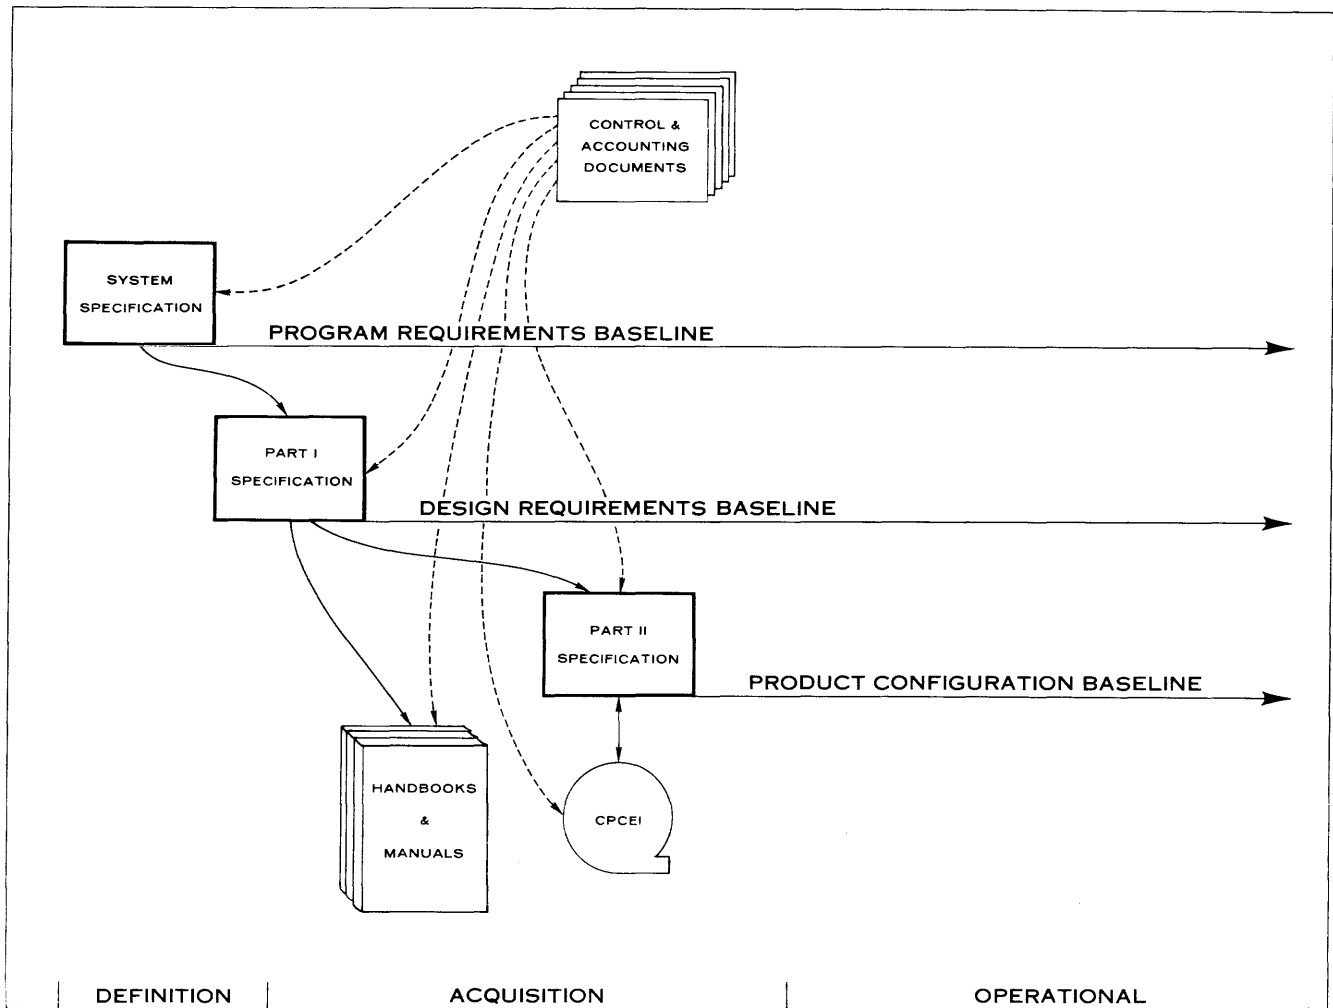 CONTROL &
ACCOUNTING
DOCUMENTS
SYSTEM
SPECIFICATION
PROGRAM REQUIREMENTS BASELINE
PART I
SPECIFICATION
DESIGN REQUIREMENTS BASELINE
PART II
SPECIFICATION
PRODUCT CONFIGURATION BASELINE
HANDBOOKS
&
MANUALS
CPCEI
DEFINITION
ACQUISITION
OPERATIONAL